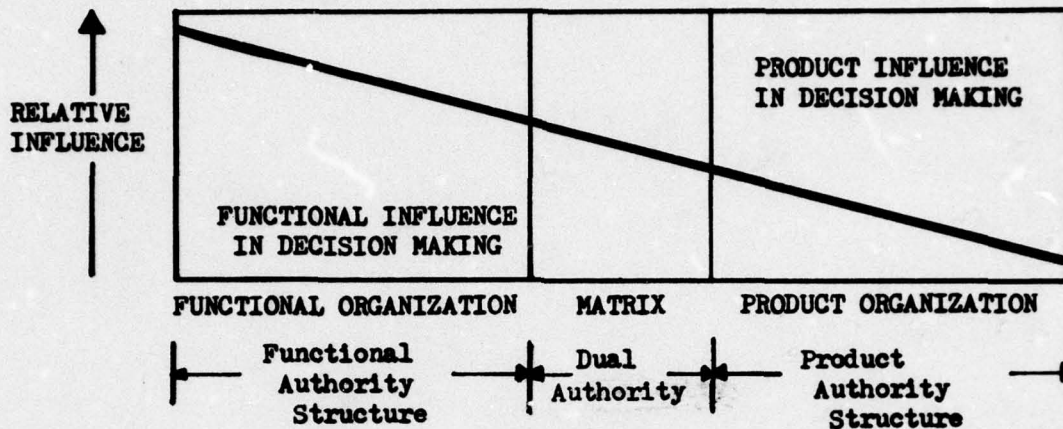 RELATIVE
INFLUENCE
PRODUCT INFLUENCE
IN DECISION MAKING
FUNCTIONAL INFLUENCE
IN DECISION MAKING
FUNCTIONAL ORGANIZATION
MATRIX
PRODUCT ORGANIZATION
Functional
Authority
Structure
Dual
Authority
Product
Authority
Structure